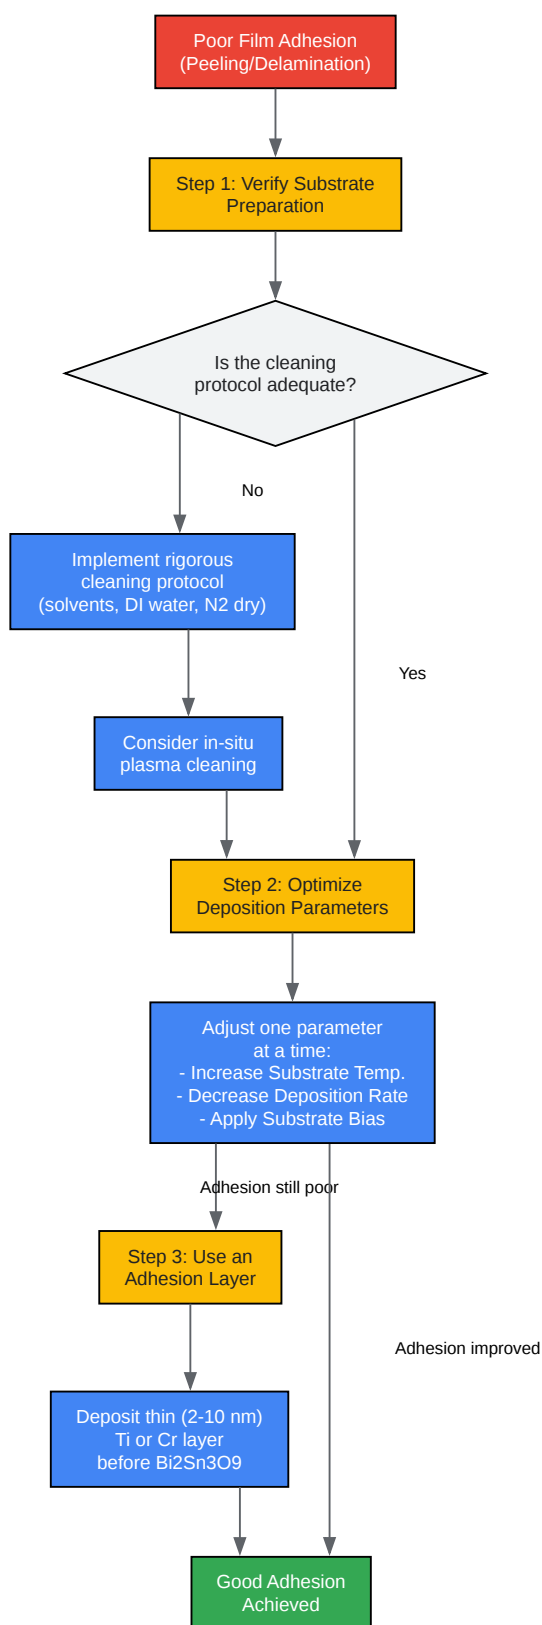 Poor Film Adhesion
(Peeling/Delamination)
Step 1: Verify Substrate
Preparation
Is the cleaning
protocol adequate?
No
Implement rigorous
cleaning protocol
(solvents, DI water, N2 dry)
Yes
Consider in-situ
plasma cleaning
Step 2: Optimize
Deposition Parameters
Adjust one parameter
at a time:
- Increase Substrate Temp.
- Decrease Deposition Rate
- Apply Substrate Bias
Adhesion still poor
Step 3: Use an
Adhesion Layer
Adhesion improved
Deposit thin (2-10 nm)
Ti or Cr layer
before Bi2Sn3O9
Good Adhesion
Achieved